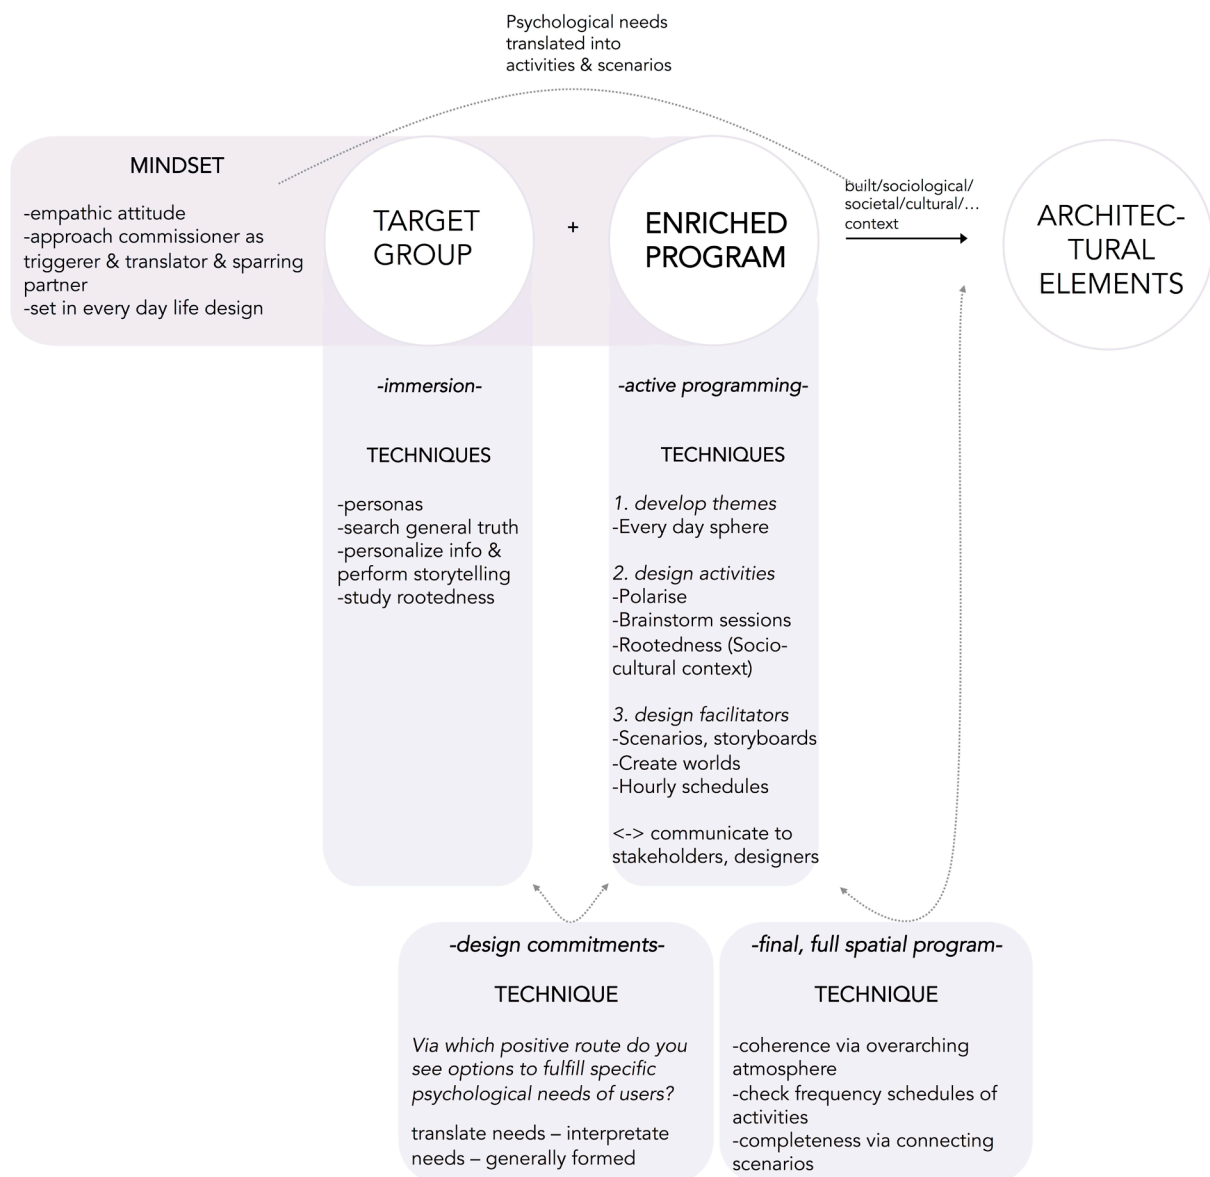 Psychological needs
translated into
activities & scenarios
MINDSET
-empathic attitude
-approach commissioner as
triggerer & translator & sparring
partner
-set in every day life design
TARGET
GROUP
+
ENRICHED
PROGRAM
built/sociological/
societal/cultural/...
context
ARCHITEC-
TURAL
ELEMENTS
-immersion-
TECHNIQUES
-personas
-search general truth
-personalize info &
perform storytelling
-study rootedness
-active programming-
TECHNIQUES
1. develop themes
-Every day sphere
2. design activities
-Polarise
-Brainstorm sessions
-Rootedness (Socio-
cultural context)
3. design facilitators
-Scenarios, storyboards
-Create worlds
-Hourly schedules
<-> communicate to
stakeholders, designers
-design commitments-
TECHNIQUE
Via which positive route do you
see options to fulfill specific
psychological needs of users?
translate needs – interpretate
needs – generally formed
-final, full spatial program-
TECHNIQUE
-coherence via overarching
atmosphere
-check frequency schedules of
activities
-completeness via connecting
scenarios